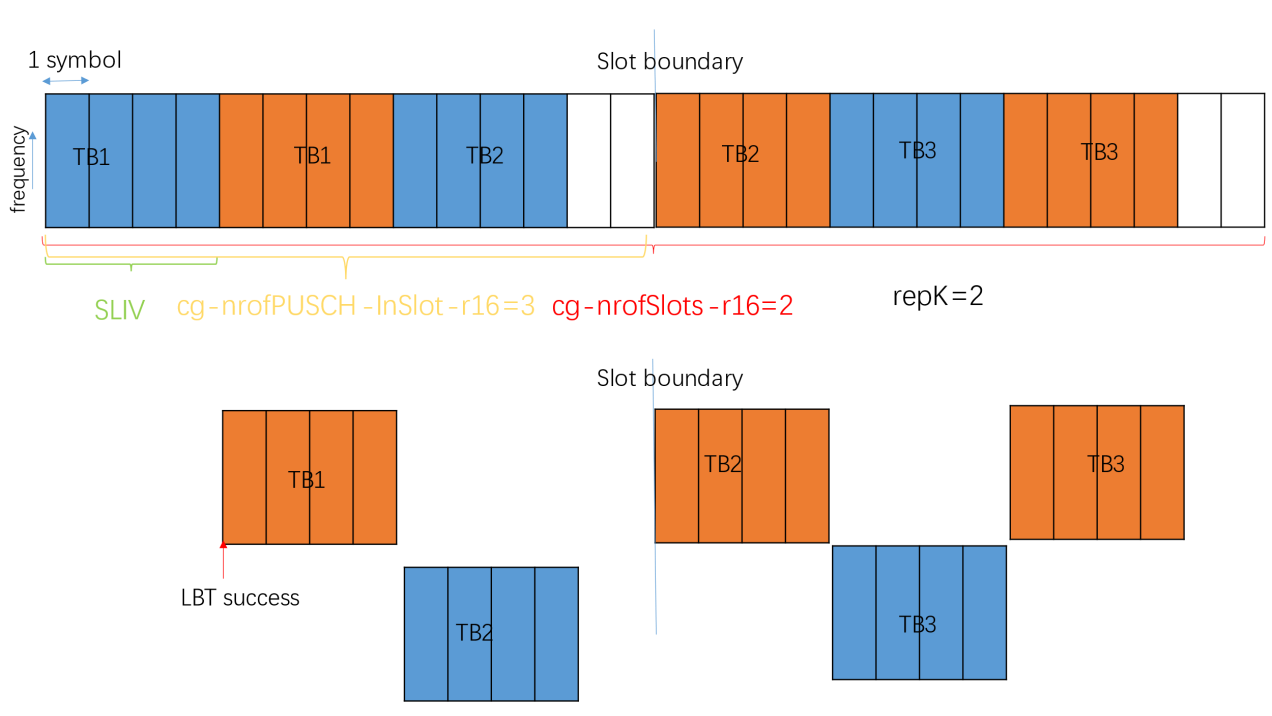 Slot boundary
1 symbol
frequency
TB1
TB1
TB2
TB2
TB3
TB3
SLIV
cg-nrofPUSCH-InSlot-r16=3
cg-nrofSlots-r16=2
repK=2
Slot boundary
TB1
TB2
TB3
LBT success
TB2
TB3